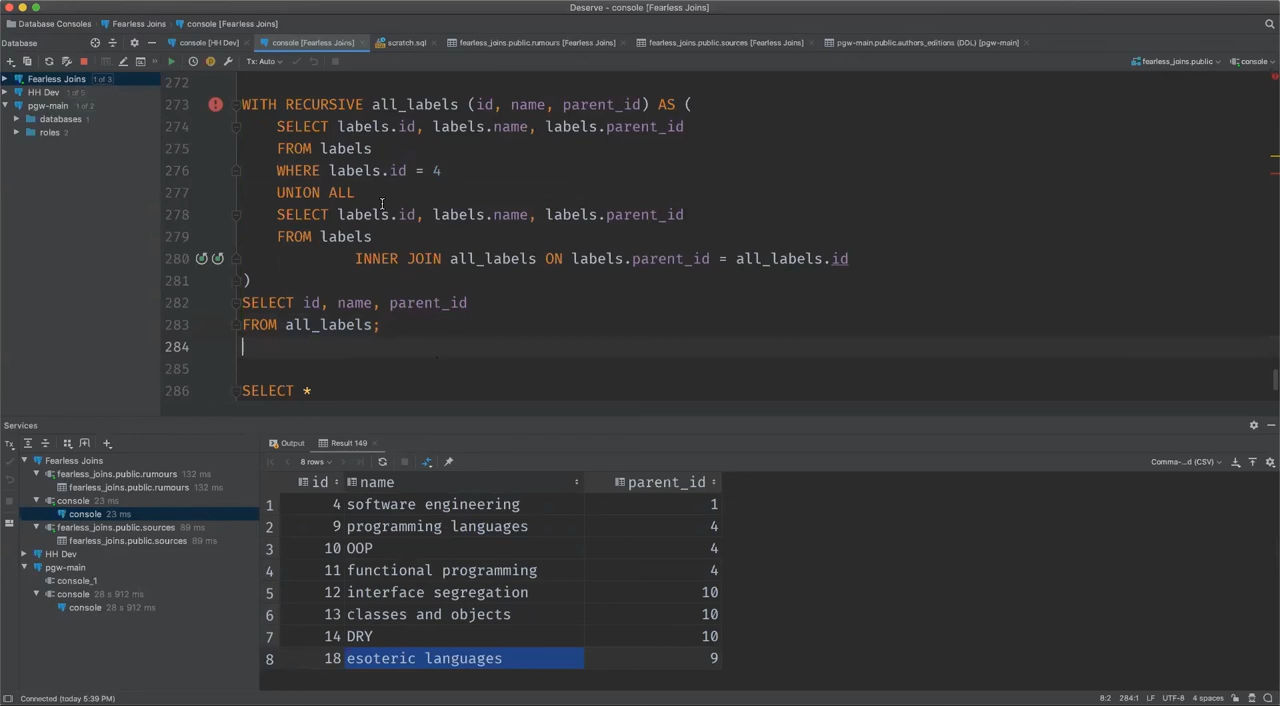 Deserve - console [Fearless Joins]
Database Consoles Fearless Joins console [Fearless Joins]
Database console [HH Dev] console [Fearless Joins] scratch.sql fearless_joins.public.rumours [Fearless Joins] fearless_joins.public.sources [Fearless Joins] pgw-main.public.authors_editions (DDL) [pgw-main]
Tx: Auto fearless_joins.public console
Fearless Joins 1 of 3
HH Dev 1 of 2
pgw-main 1 of 2
databases 1
roles 2
272
273 WITH RECURSIVE all_labels (id, name, parent_id) AS (
274 SELECT labels.id, labels.name, labels.parent_id
275 FROM labels
276 WHERE labels.id = 4
277 UNION ALL
278 SELECT labels.id, labels.name, labels.parent_id
279 FROM labels
280 INNER JOIN all_labels ON labels.parent_id = all_labels.id
281 )
282 SELECT id, name, parent_id
283 FROM all_labels;
284
285
286 SELECT *
Services
Tx
Fearless Joins
fearless_joins.public.rumours 132 ms
fearless_joins.public.rumours 132 ms
console 23 ms
console 23 ms
fearless_joins.public.sources 89 ms
fearless_joins.public.sources 89 ms
HH Dev
pgw-main
console_1
console 28 s 912 ms
console 28 s 912 ms
Output Result 149
8 rows Comma-...d (CSV)
id name parent_id
1 4 software engineering 1
2 9 programming languages 4
3 10 OOP 4
4 11 functional programming 4
5 12 interface segregation 10
6 13 classes and objects 10
7 14 DRY 10
8 18 esoteric languages 9
Connected (today 5:39 PM) 8:2 284:1 LF UTF-8 4 spaces